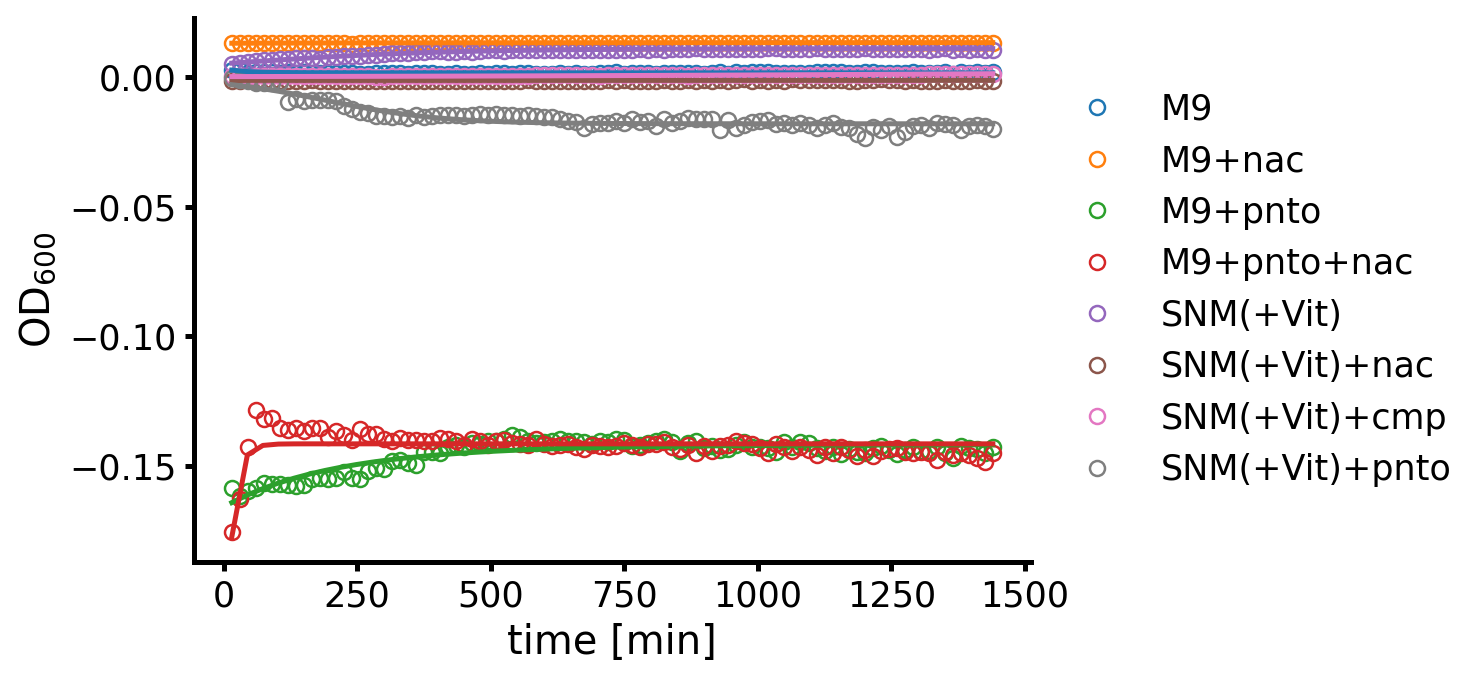 0.00
−0.05
−0.10
−0.15
OD600
0 250 500 750 1000 1250 1500
time [min]
M9
M9+nac
M9+pnto
M9+pnto+nac
SNM(+Vit)
SNM(+Vit)+nac
SNM(+Vit)+cmp
SNM(+Vit)+pnto